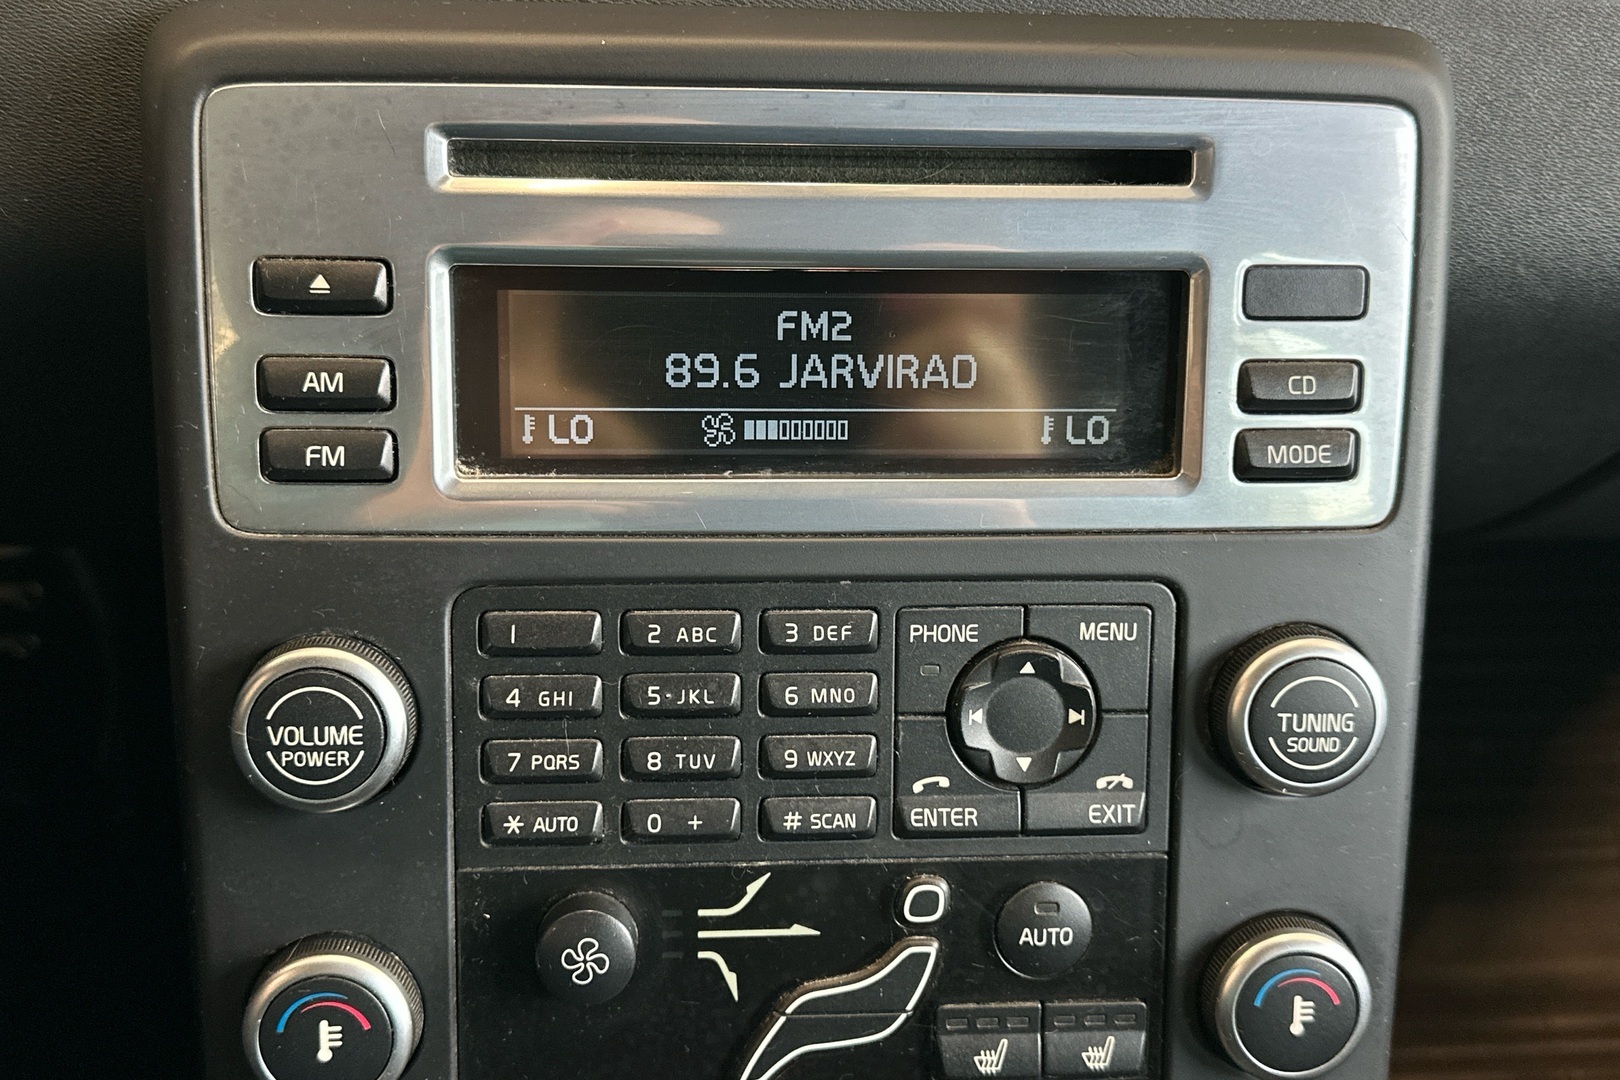 FM2
89.6 JARVIRAD
LO LO
AM
FM
CD
MODE
1 2 ABC 3 DEF
4 GHI 5 JKL 6 MNO
7 PQRS 8 TUV 9 WXYZ
* AUTO 0 + # SCAN
PHONE MENU
ENTER EXIT
VOLUME
POWER
TUNING
SOUND
AUTO